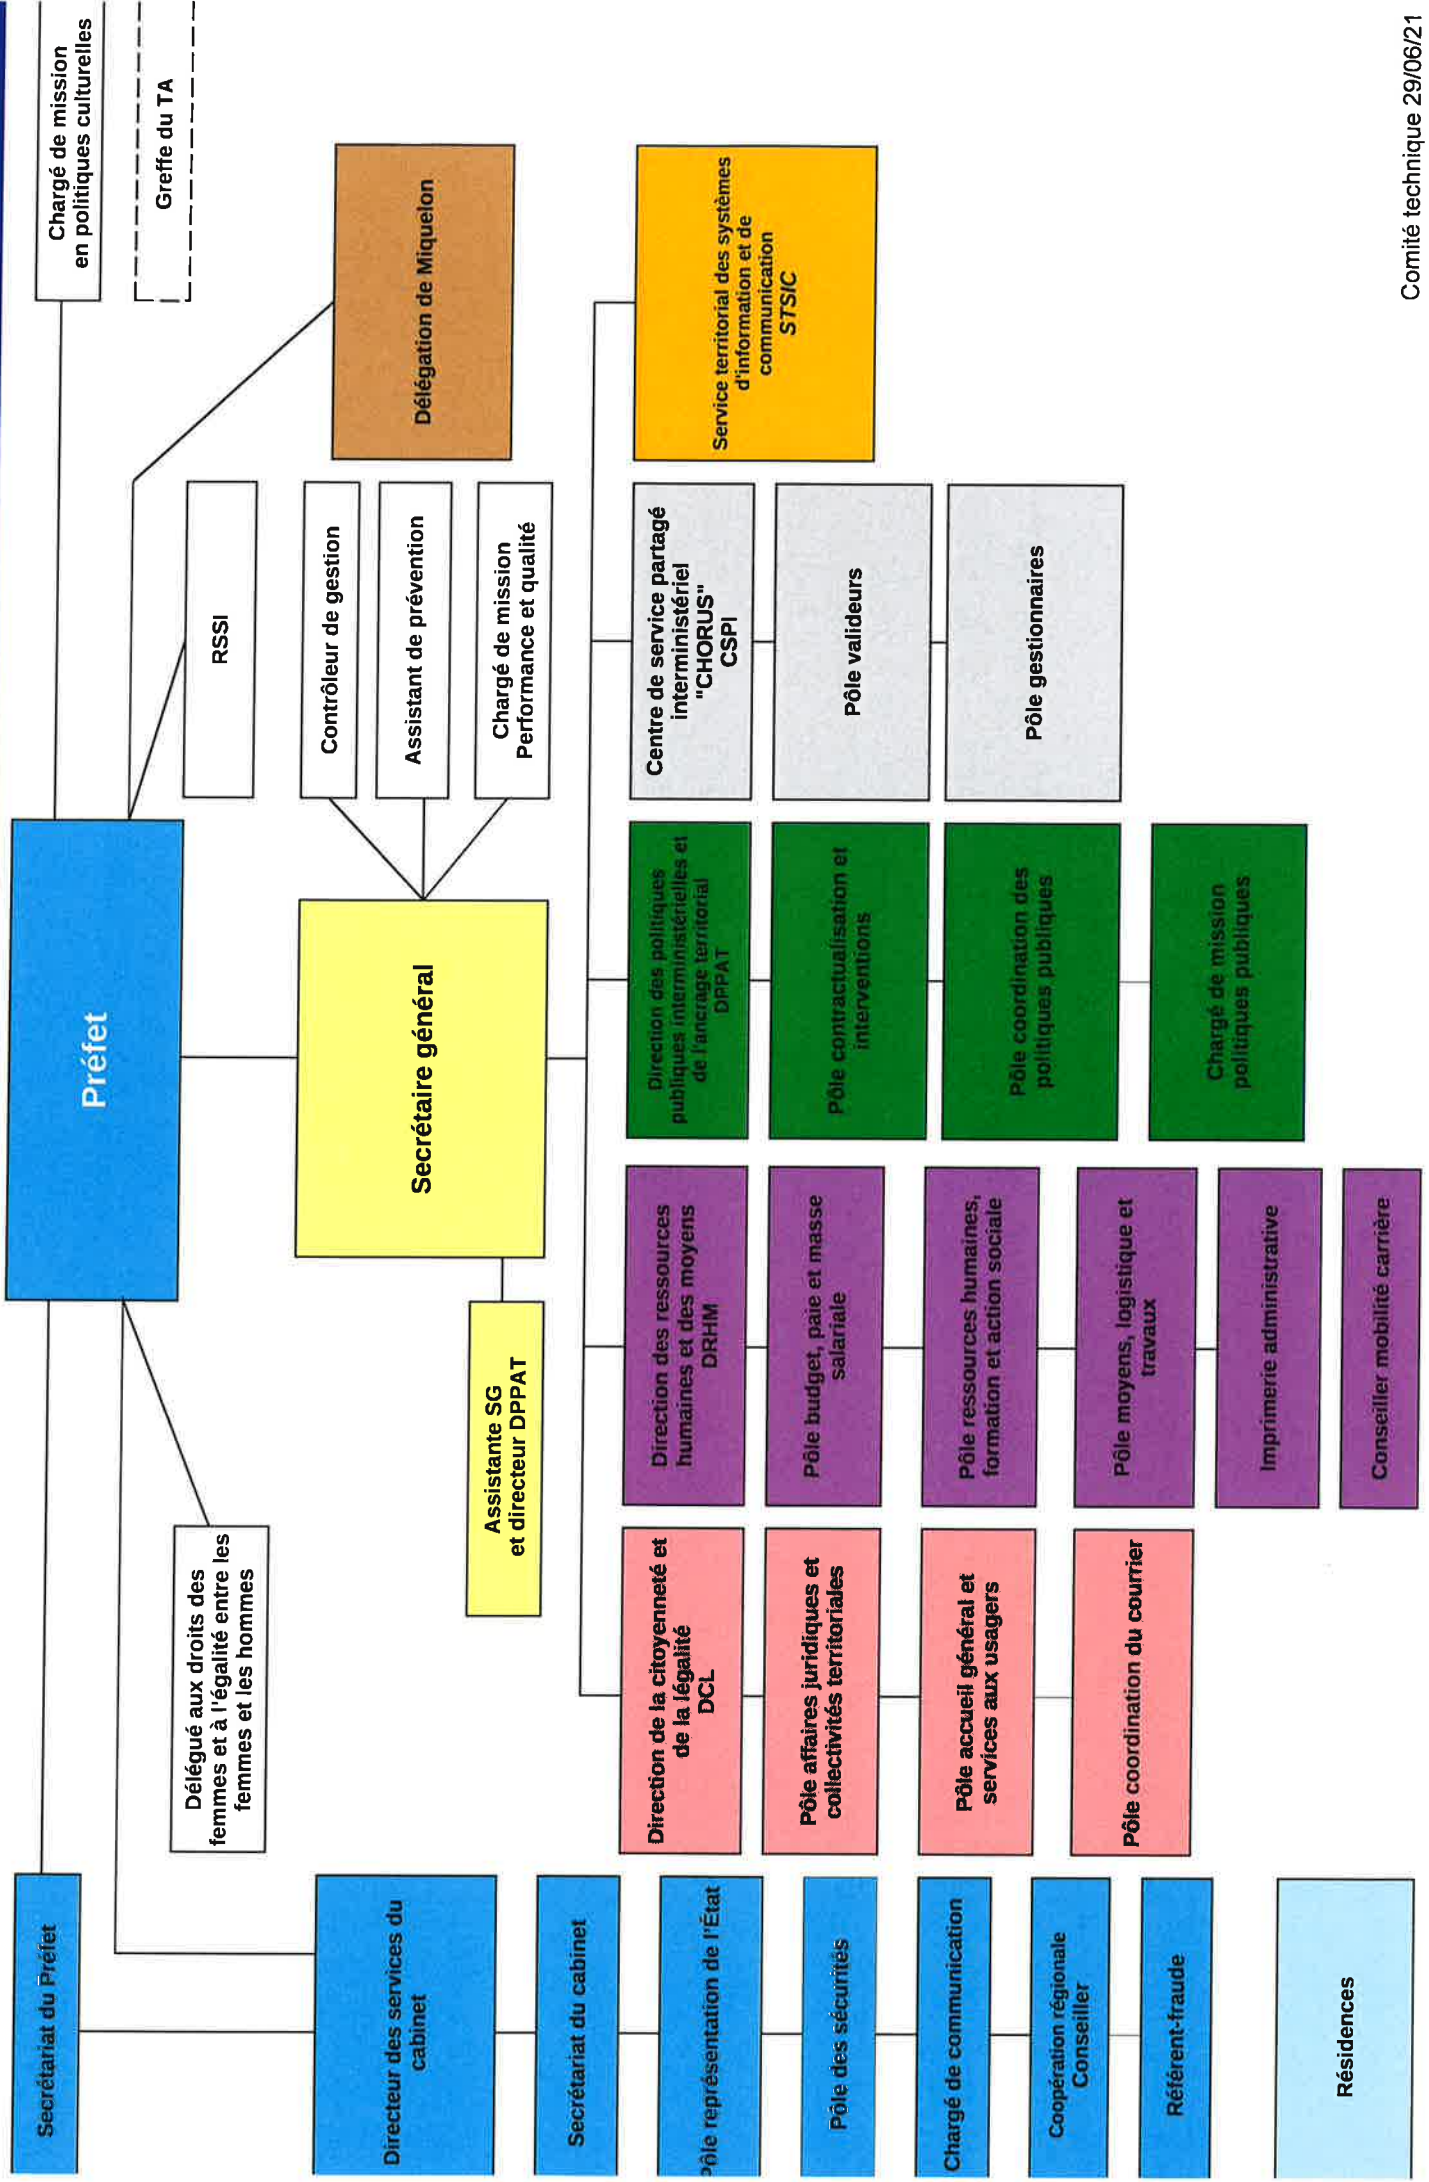 Préfet
Secrétariat du Préfet
Chargé de mission
en politiques culturelles
Greffe du TA
Délégué aux droits des
femmes et à l'égalité entre les
femmes et les hommes
RSSI
Directeur des services du
cabinet
Secrétaire général
Contrôleur de gestion
Assistant de prévention
Chargé de mission
Performance et qualité
Délégation de Miquelon
Assistante SG
et directeur DPPAT
Secrétariat du cabinet
Pôle représentation de l'État
Pôle des sécurités
Chargé de communication
Coopération régionale
Conseiller
Référent-fraude
Résidences
Direction de la citoyenneté et
de la légalité
DCL
Pôle affaires juridiques et
collectivités territoriales
Pôle accueil général et
services aux usagers
Pôle coordination du courrier
Direction des ressources
humaines et des moyens
DRHM
Pôle budget, paie et masse
salariale
Pôle ressources humaines,
formation et action sociale
Pôle moyens, logistique et
travaux
Imprimerie administrative
Conseiller mobilité carrière
Direction des politiques
publiques interministérielles et
de l'ancrage territorial
DPPAT
Pôle contractualisation et
interventions
Pôle coordination des
politiques publiques
Chargé de mission
politiques publiques
Centre de service partagé
interministériel
"CHORUS"
CSPI
Pôle valideurs
Pôle gestionnaires
Service territorial des systèmes
d'information et de
communication
STSIC
Comité technique 29/06/21